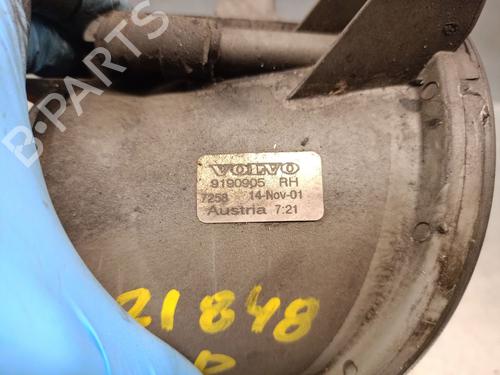 B-PARTS
VOLVO
9190905 RH
7258 14-Nov-01
Austria 7:21
21848